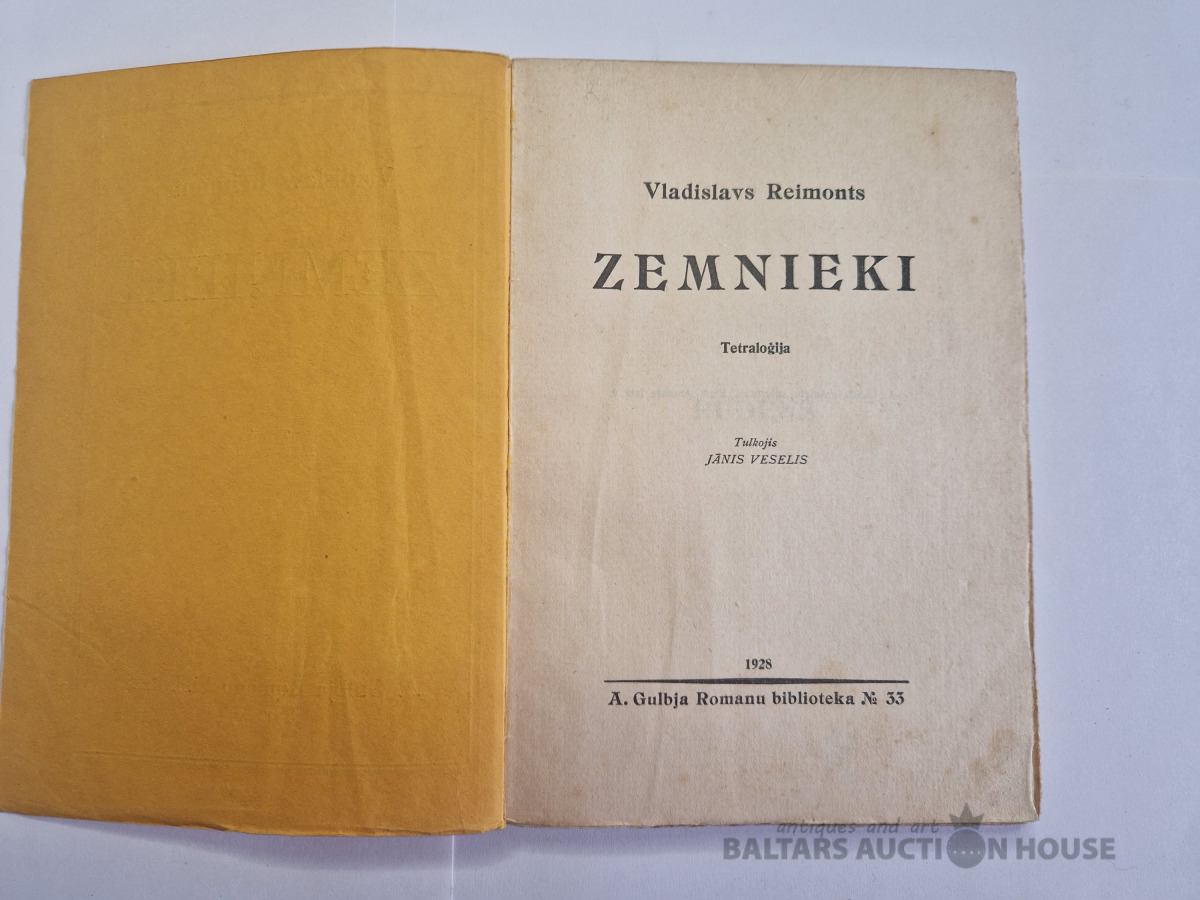 Vladislavs Reimonts
ZEMNIEKI
Tetraloģija
Tulkojis
JĀNIS VESELIS
1928
A. Gulbja Romanu biblioteka № 33
antiques and art
BALTARS AUCTION HOUSE